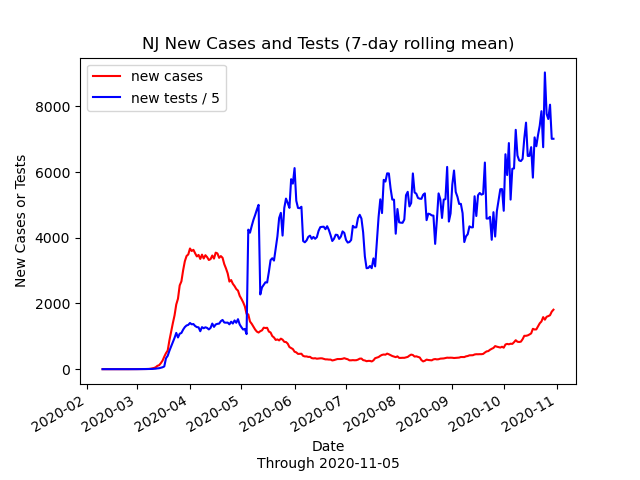 NJ New Cases and Tests (7-day rolling mean)
new cases
new tests / 5
New Cases or Tests
8000
6000
4000
2000
0
2020-02
2020-03
2020-04
2020-05
2020-06
2020-07
2020-08
2020-09
2020-10
2020-11
Date
Through 2020-11-05